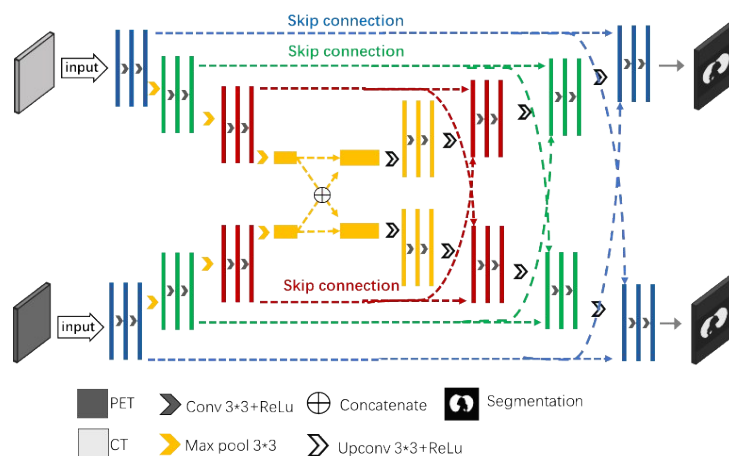 Skip connection
Skip connection
input
Skip connection
input
PET
Conv 3*3+ReLu
Concatenate
Segmentation
CT
Max pool 3*3
Upconv 3*3+ReLu